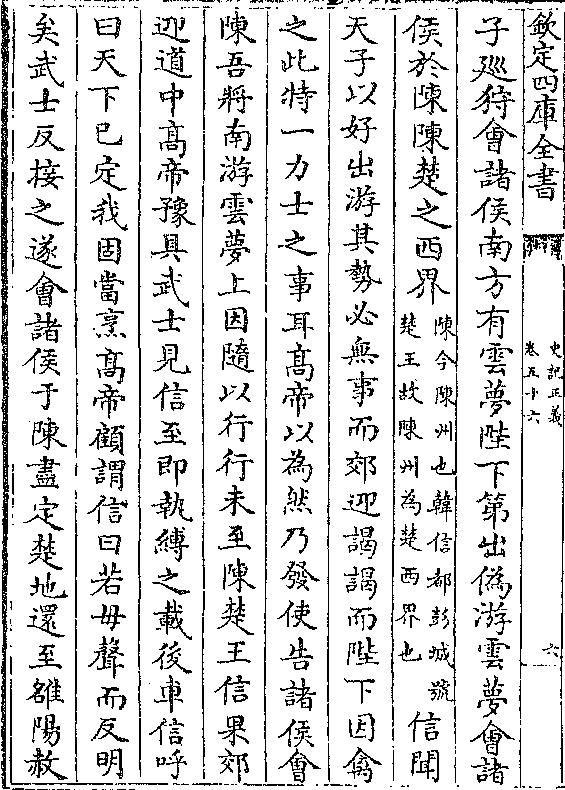 欽定四庫全書
史記正義
卷五十六
六
子廵狩會諸侯南方有雲夢陛下第出偽游雲夢會諸
侯於陳陳楚之西界陳今陳州也韓信都彭城號楚王故陳州為楚西界也信聞
天子以好出游其勢必無事而郊迎謁謁而陛下因禽
之此特一力士之事耳髙帝以為然乃發使告諸侯會
陳吾將南游雲夢上因隨以行行未至陳楚王信果郊
迎道中髙帝豫具武士見信至即執縛之載後車信呼
曰天下已定我固當烹髙帝顧謂信曰若毋聲而反明
矣武士反接之遂會諸侯于陳盡定楚地還至雒陽赦